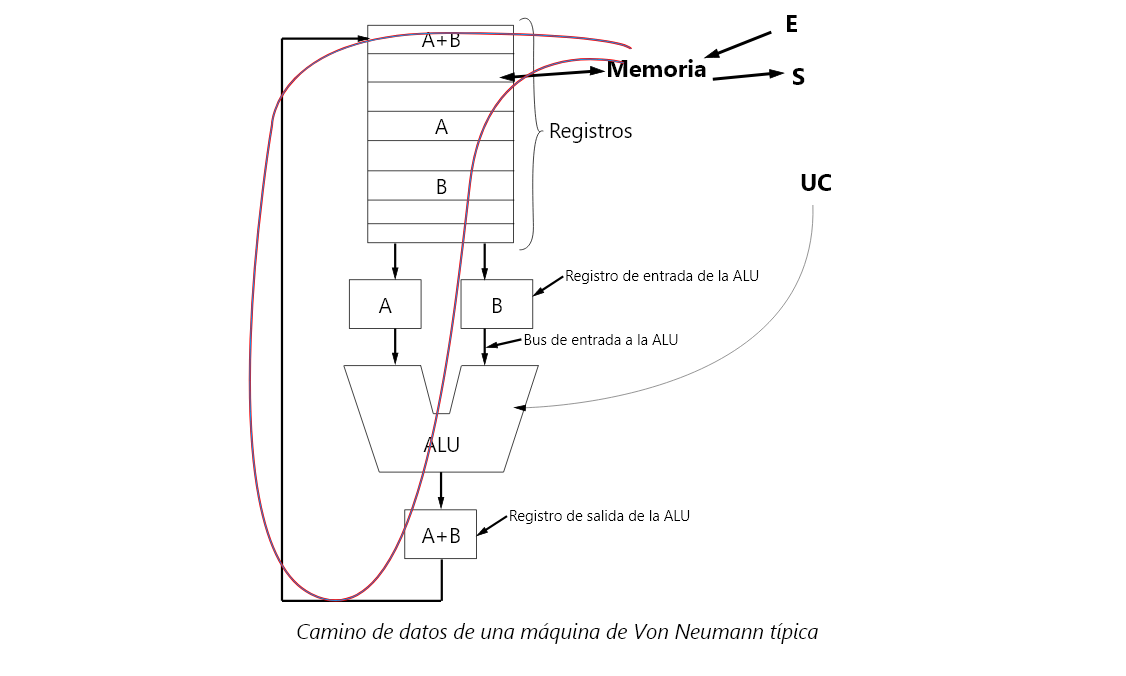 E
A+B
Memoria
S
A
Registros
B
UC
Registro de entrada de la ALU
A
B
Bus de entrada a la ALU
ALU
Registro de salida de la ALU
A+B
Camino de datos de una máquina de Von Neumann típica